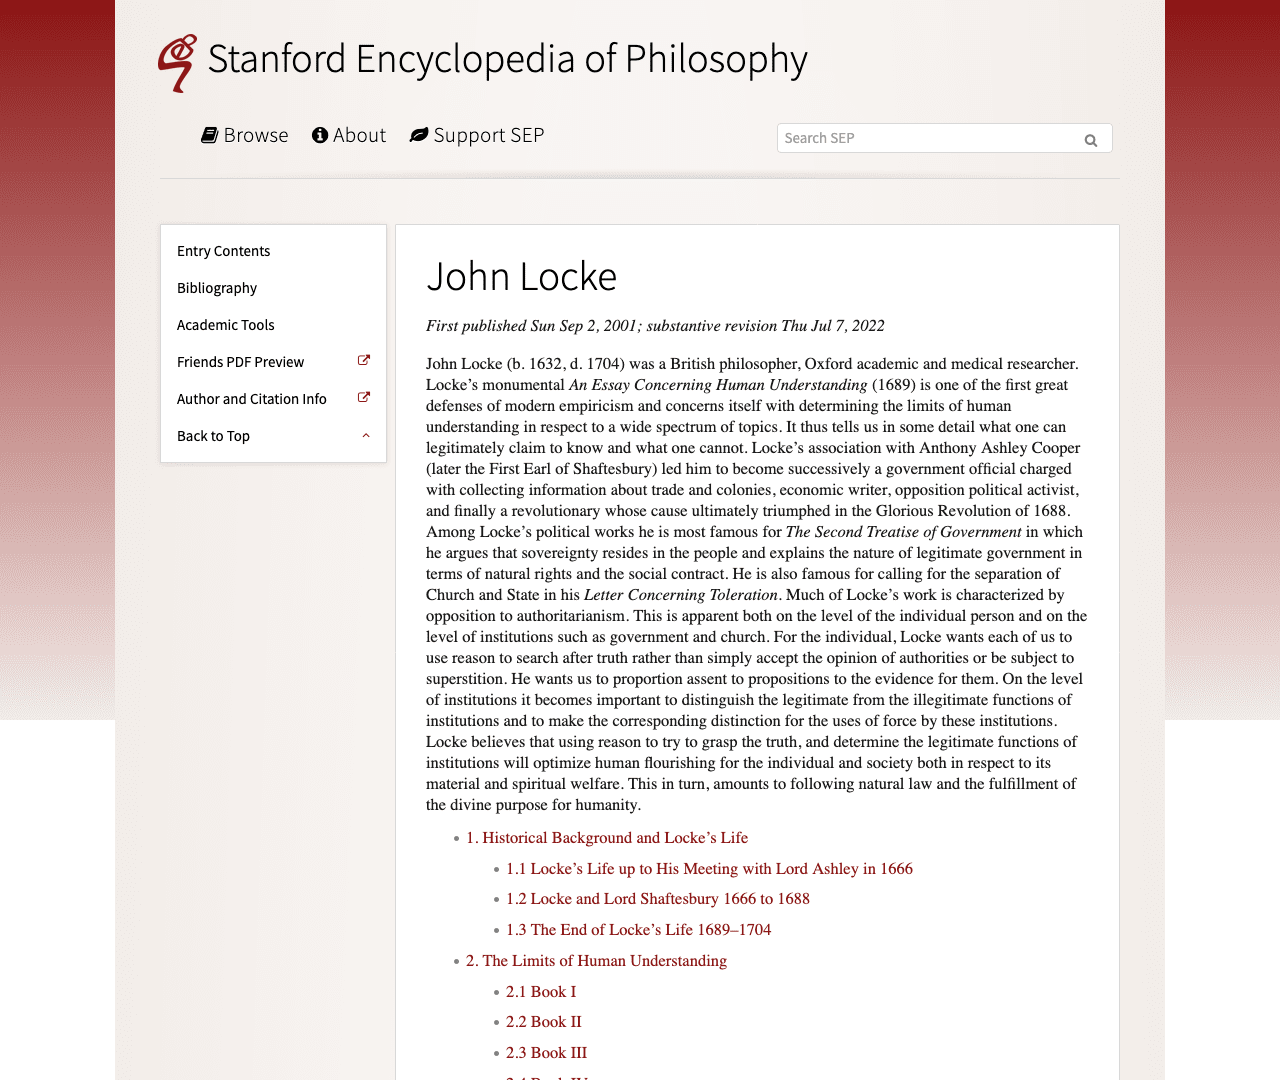 Stanford Encyclopedia of Philosophy
Browse About Support SEP
Search SEP
Entry Contents
Bibliography
Academic Tools
Friends PDF Preview
Author and Citation Info
Back to Top
John Locke
First published Sun Sep 2, 2001; substantive revision Thu Jul 7, 2022
John Locke (b. 1632, d. 1704) was a British philosopher, Oxford academic and medical researcher.
Locke’s monumental An Essay Concerning Human Understanding (1689) is one of the first great
defenses of modern empiricism and concerns itself with determining the limits of human
understanding in respect to a wide spectrum of topics. It thus tells us in some detail what one can
legitimately claim to know and what one cannot. Locke’s association with Anthony Ashley Cooper
(later the First Earl of Shaftesbury) led him to become successively a government official charged
with collecting information about trade and colonies, economic writer, opposition political activist,
and finally a revolutionary whose cause ultimately triumphed in the Glorious Revolution of 1688.
Among Locke’s political works he is most famous for The Second Treatise of Government in which
he argues that sovereignty resides in the people and explains the nature of legitimate government in
terms of natural rights and the social contract. He is also famous for calling for the separation of
Church and State in his Letter Concerning Toleration. Much of Locke’s work is characterized by
opposition to authoritarianism. This is apparent both on the level of the individual person and on the
level of institutions such as government and church. For the individual, Locke wants each of us to
use reason to search after truth rather than simply accept the opinion of authorities or be subject to
superstition. He wants us to proportion assent to propositions to the evidence for them. On the level
of institutions it becomes important to distinguish the legitimate from the illegitimate functions of
institutions and to make the corresponding distinction for the uses of force by these institutions.
Locke believes that using reason to try to grasp the truth, and determine the legitimate functions of
institutions will optimize human flourishing for the individual and society both in respect to its
material and spiritual welfare. This in turn, amounts to following natural law and the fulfillment of
the divine purpose for humanity.
1. Historical Background and Locke’s Life
1.1 Locke’s Life up to His Meeting with Lord Ashley in 1666
1.2 Locke and Lord Shaftesbury 1666 to 1688
1.3 The End of Locke’s Life 1689–1704
2. The Limits of Human Understanding
2.1 Book I
2.2 Book II
2.3 Book III